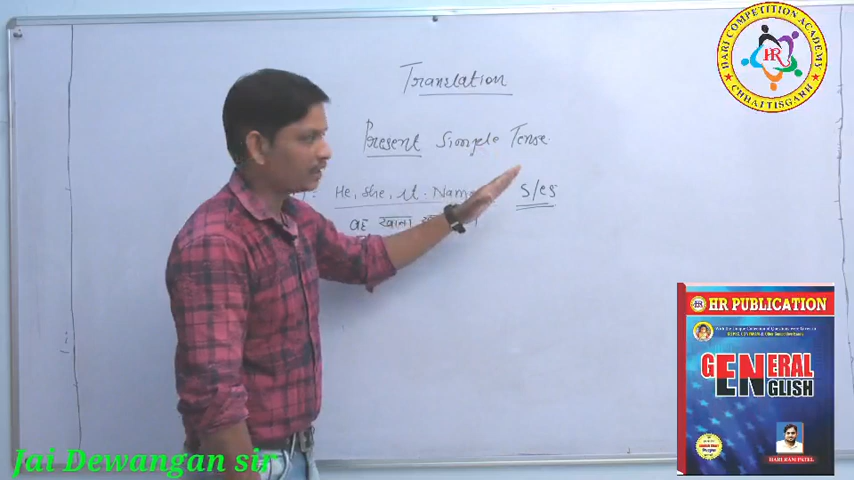 Translation
Present Simple Tense.
He, She, it. Name S/es
वह खाना
HARI COMPETITION ACADEMY
HR
CHHATTISGARH
HR PUBLICATION
GENERAL
ENGLISH
HARI RAM PATEL
Jai Dewangan sir